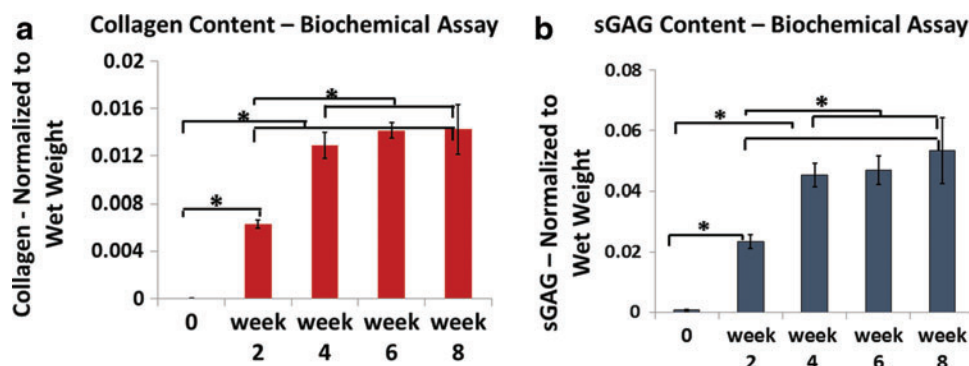 a
Collagen Content – Biochemical Assay
Collagen - Normalized to
Wet Weight
0.02
0.016
0.012
0.008
0.004
0
*
*
*
0
week
2
week
4
week
6
week
8
b
sGAG Content – Biochemical Assay
sGAG – Normalized to
Wet Weight
0.08
0.06
0.04
0.02
0
*
*
*
0
week
2
week
4
week
6
week
8